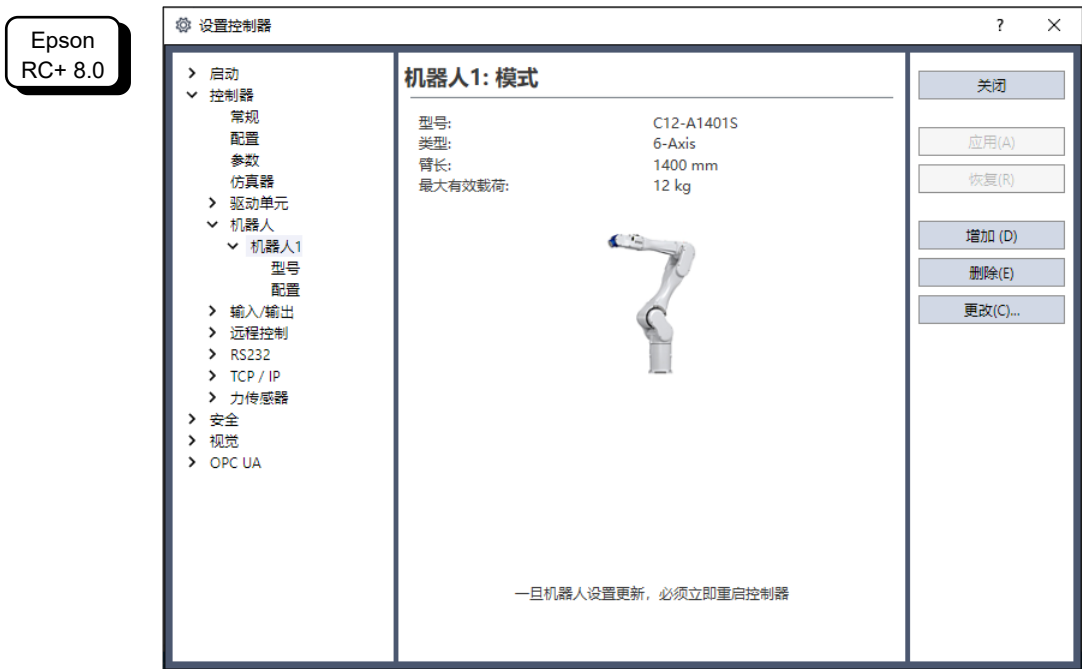 Epson
RC+ 8.0
设置控制器
?
启动
控制器
常规
配置
参数
仿真器
驱动单元
机器人
机器人1
型号
配置
输入/输出
远程控制
RS232
TCP / IP
力传感器
安全
视觉
OPC UA
机器人1: 模式
型号: C12-A1401S
类型: 6-Axis
臂长: 1400 mm
最大有效载荷: 12 kg
一旦机器人设置更新，必须立即重启控制器
关闭
应用(A)
恢复(R)
增加 (D)
删除(E)
更改(C)...